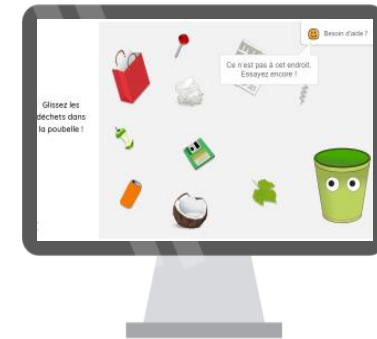 Besoin d'aide ?
Ce n'est pas à cet endroit.
Essayez encore !
Glissez les
déchets dans
la poubelle !